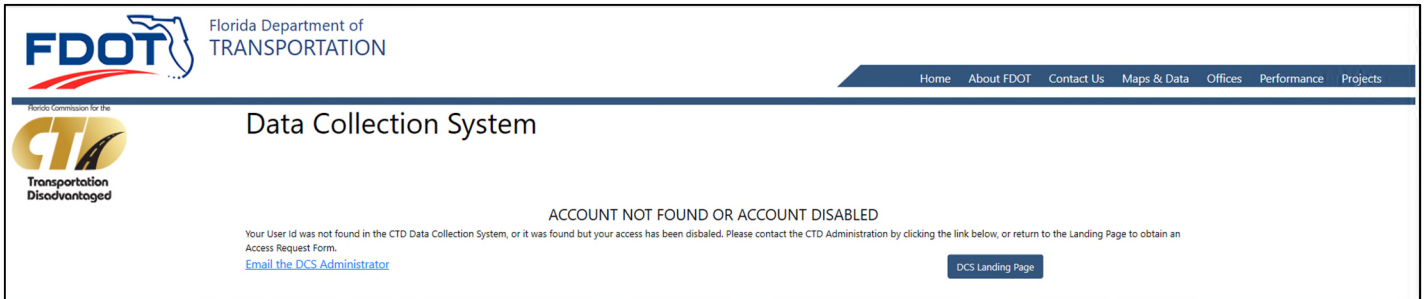 FDOT
Florida Department of
TRANSPORTATION
Home About FDOT Contact Us Maps & Data Offices Performance Projects
Florida Commission for the
CTD
Transportation
Disadvantaged
Data Collection System
ACCOUNT NOT FOUND OR ACCOUNT DISABLED
Your User Id was not found in the CTD Data Collection System, or it was found but your access has been disbaled. Please contact the CTD Administration by clicking the link below, or return to the Landing Page to obtain an
Access Request Form.
Email the DCS Administrator
DCS Landing Page